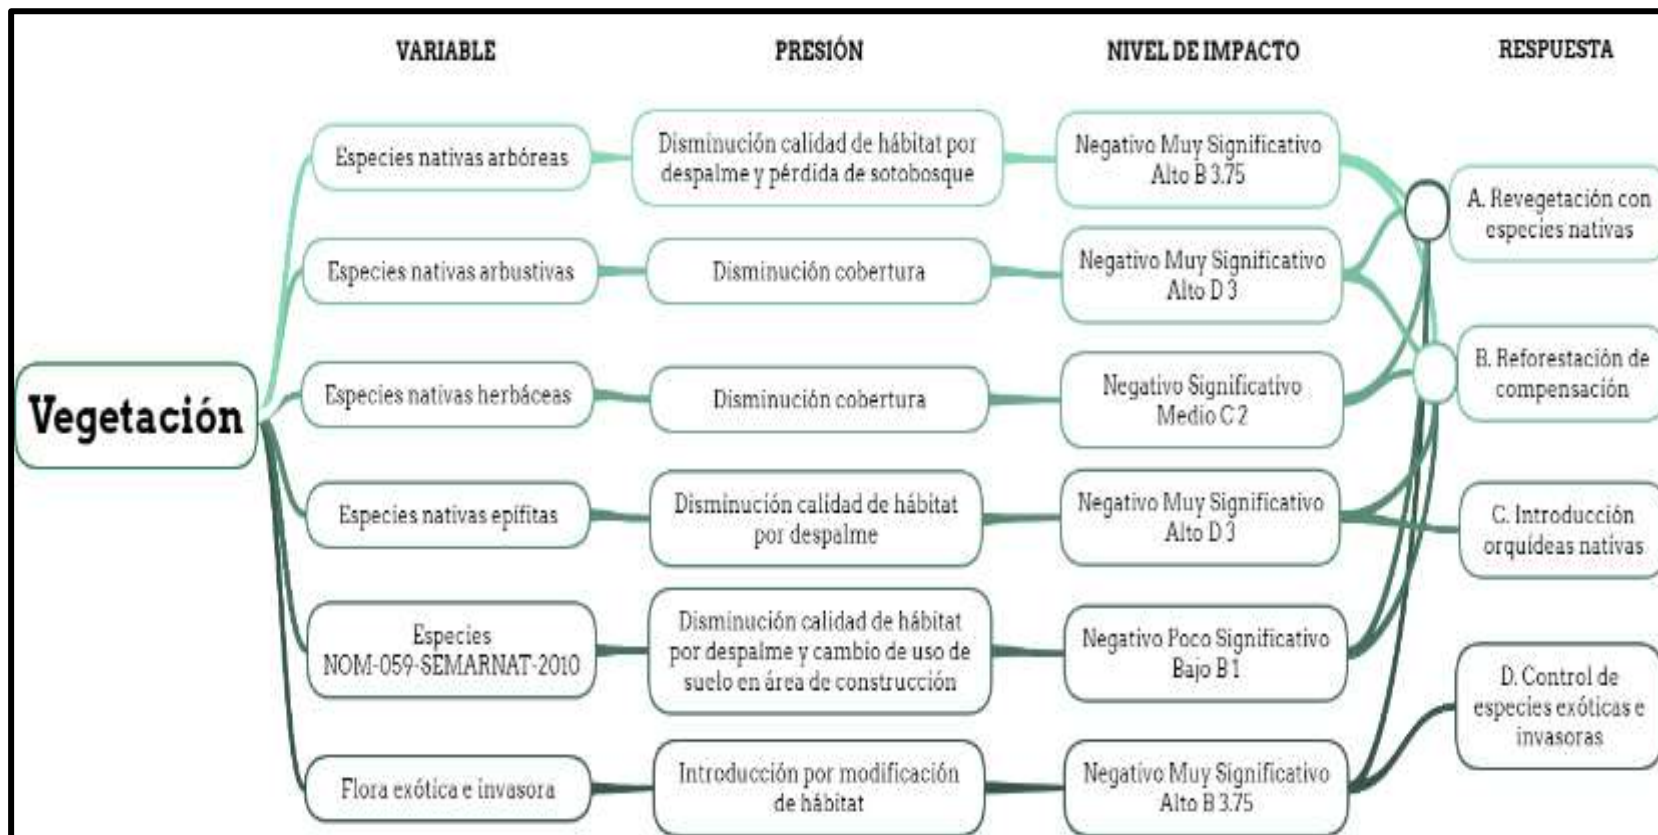 VARIABLE
PRESIÓN
NIVEL DE IMPACTO
RESPUESTA
Vegetación
Especies nativas arbóreas
Disminución calidad de hábitat por
despalme y pérdida de sotobosque
Negativo Muy Significativo
Alto B 3.75
Especies nativas arbustivas
Disminución cobertura
Negativo Muy Significativo
Alto D 3
Especies nativas herbáceas
Disminución cobertura
Negativo Significativo
Medio C 2
Especies nativas epífitas
Disminución calidad de hábitat
por despalme
Negativo Muy Significativo
Alto D 3
Especies
NOM-059-SEMARNAT-2010
Disminución calidad de hábitat
por despalme y cambio de uso de
suelo en área de construcción
Negativo Poco Significativo
Bajo B 1
Flora exótica e invasora
Introducción por modificación
de hábitat
Negativo Muy Significativo
Alto B 3.75
A. Revegetación con
especies nativas
B. Reforestación de
compensación
C. Introducción
orquídeas nativas
D. Control de
especies exóticas e
invasoras